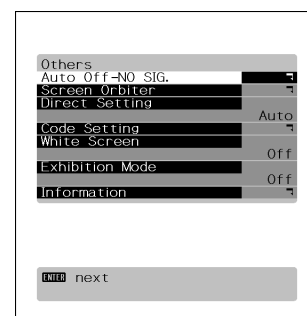 Others
Auto Off-NO SIG.
Screen Orbiter
Direct Setting
Auto
Code Setting
White Screen
Off
Exhibition Mode
Off
Information
ENTER next